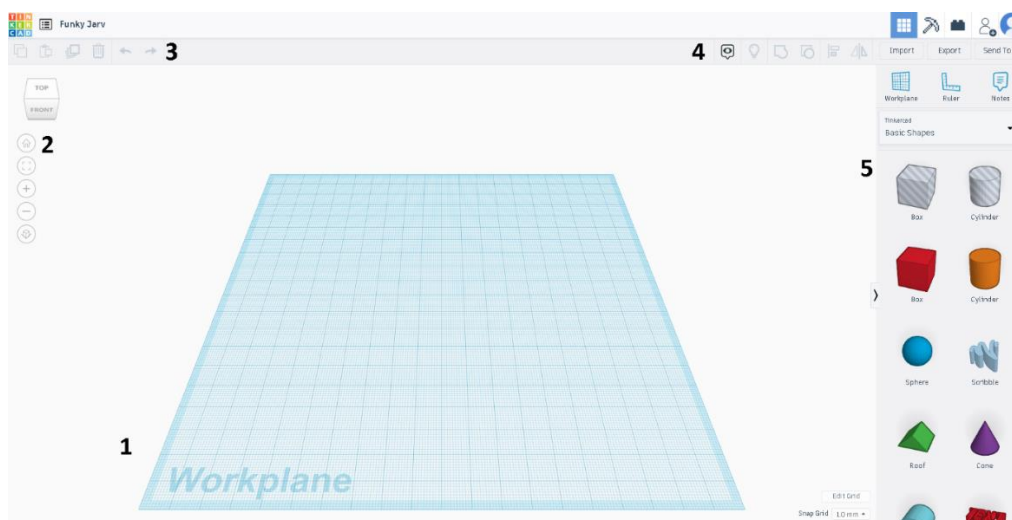 TIN
KER
CAD
Funky Jarv
3
4
Import
Export
Send To
TOP
FRONT
Workplane
Ruler
Notes
Tinkercad
Basic Shapes
2
5
Box
Cylinder
Box
Cylinder
Sphere
Scribble
Roof
Cone
1
Workplane
Edit Grid
Snap Grid
1.0 mm